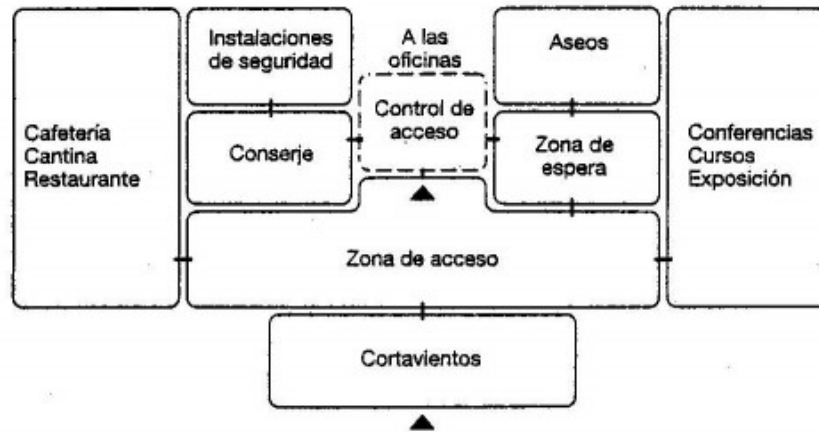 Instalaciones
de seguridad
A las
oficinas
Aseos
Cafetería
Cantina
Restaurante
Conserje
Control de
acceso
Zona de
espera
Conferencias
Cursos
Exposición
Zona de acceso
Cortavientos